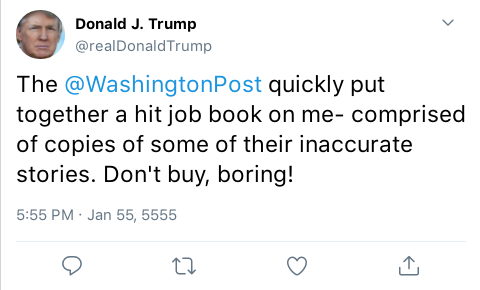 Donald J. Trump
@realDonaldTrump
The @WashingtonPost quickly put
together a hit job book on me- comprised
of copies of some of their inaccurate
stories. Don't buy, boring!
5:55 PM · Jan 55, 5555